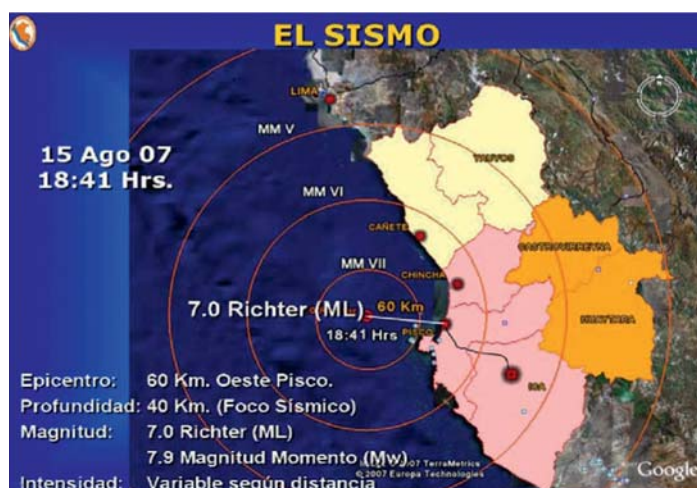 EL SISMO
LIMA
MM V
15 Ago 07
18:41 Hrs.
YAUYOS
MM VI
CAÑETE
CASTROVIRREYNA
MM VII
CHINCHA
7.0 Richter (ML)
60 Km
HUAYTARA
18:41 Hrs
PISCO
ICA
Epicentro: 60 Km. Oeste Pisco.
Profundidad: 40 Km. (Foco Sísmico)
Magnitud: 7.0 Richter (ML)
7.9 Magnitud Momento (Mw)
TerraMetrics
© 2007 Europa Technologies
Google
Intensidad: Variable según distancia